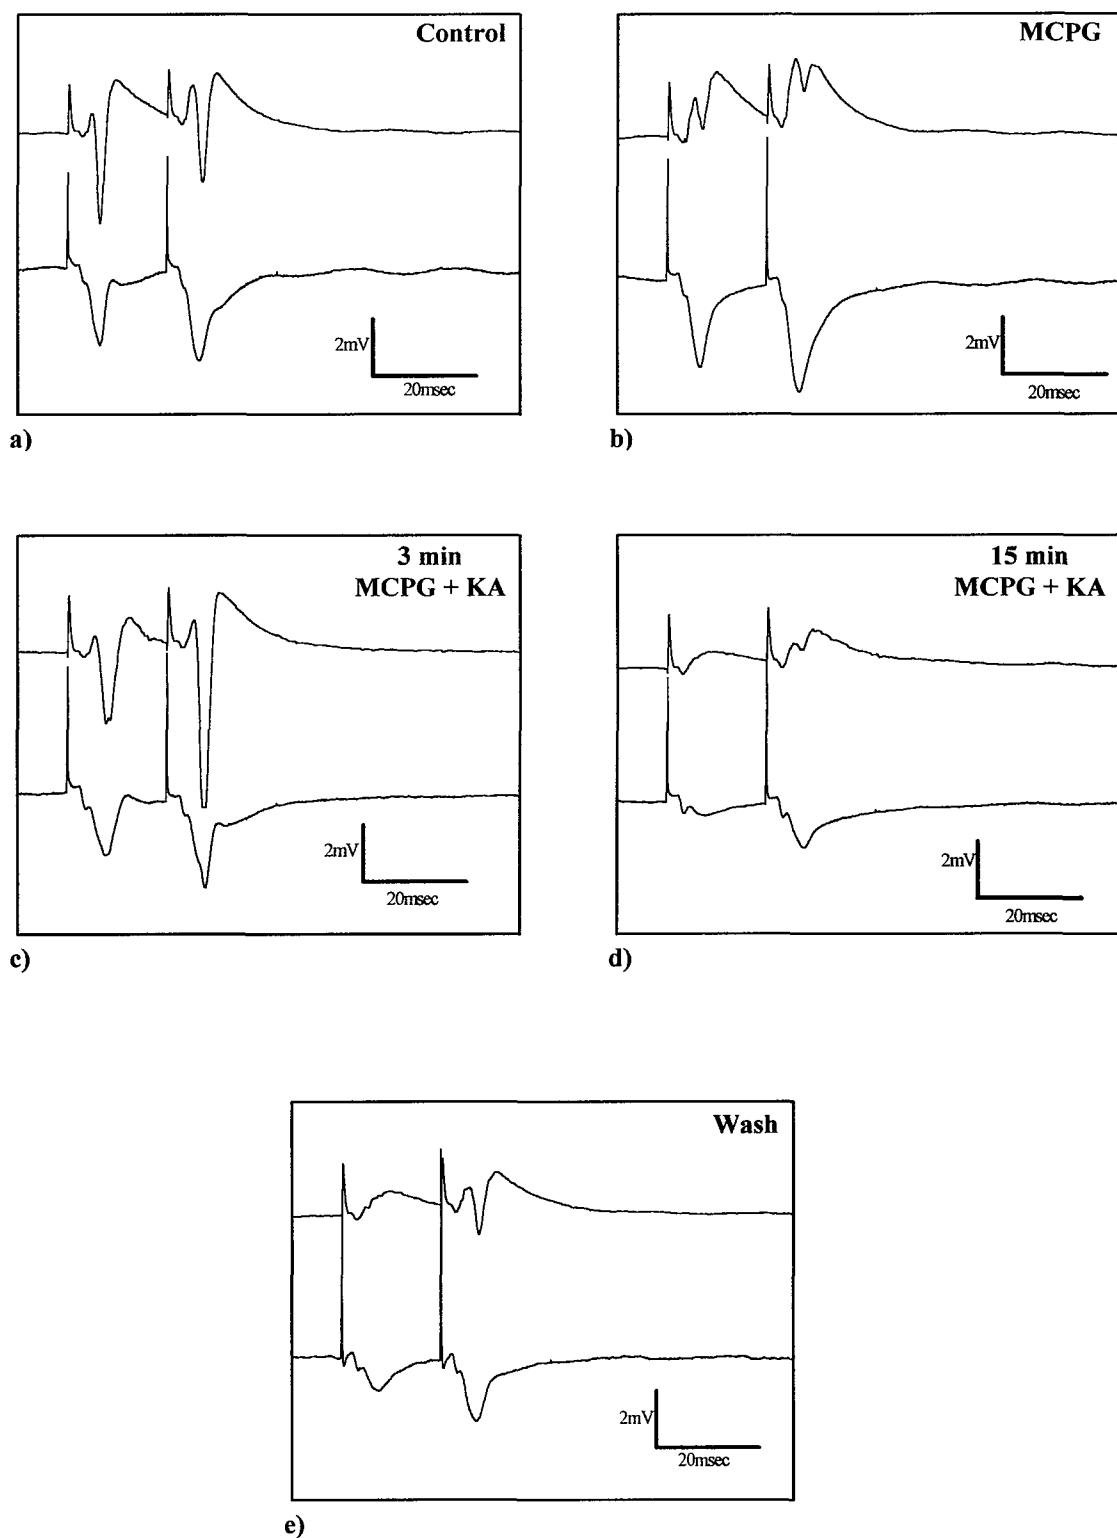 Control
2mV
20msec
a)
MCPG
2mV
20msec
b)
3 min
MCPG + KA
2mV
20msec
c)
15 min
MCPG + KA
2mV
20msec
d)
Wash
2mV
20msec
e)